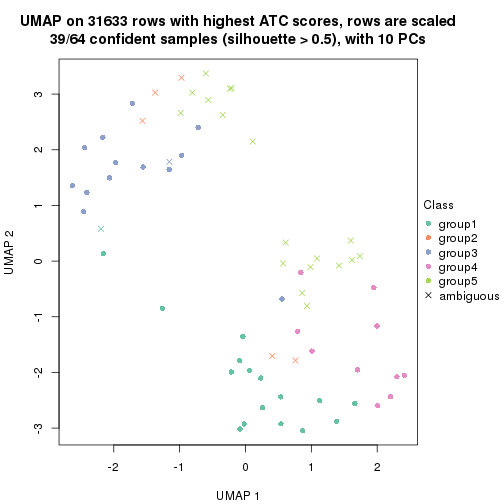 UMAP on 31633 rows with highest ATC scores, rows are scaled
39/64 confident samples (silhouette > 0.5), with 10 PCs
3
2
1
0
-1
-2
-3
UMAP 2
-2
-1
0
1
2
UMAP 1
Class
group1
group2
group3
group4
group5
ambiguous